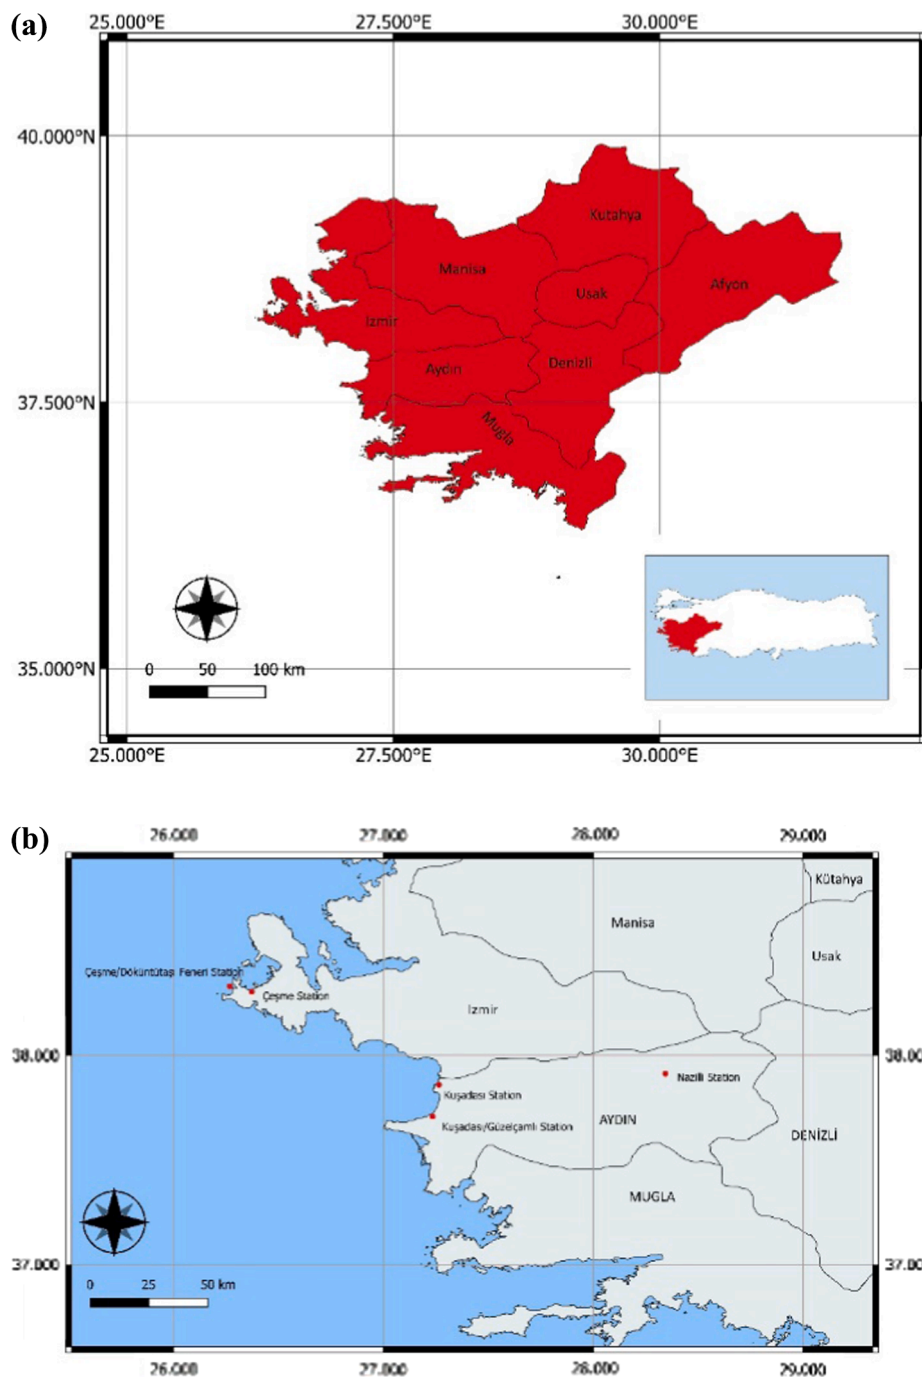 (a)
25.000°E 27.500°E 30.000°E
40.000°N
Kutahya
Manisa
Afyon
Usak
Izmir
Denizli
Aydın
37.500°N
Mugla
0 50 100 km
35.000°N
25.000°E 27.500°E 30.000°E
(b)
26.000 27.000 28.000 29.000
Kütahya
Manisa
Usak
Çeşme/Döküntütaşı Feneri Station
Çeşme Station
Izmir
38.000 38.000
Nazilli Station
Kuşadası Station
AYDIN
Kuşadası/Güzelçamlı Station
DENİZLİ
MUGLA
37.000 37.000
0 25 50 km
26.000 27.000 28.000 29.000